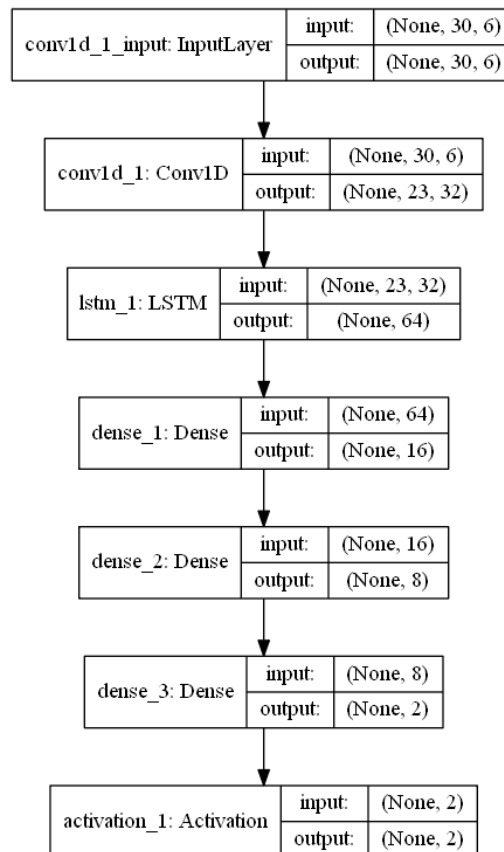 conv1d_1_input: InputLayer
input: (None, 30, 6)
output: (None, 30, 6)
conv1d_1: Conv1D
input: (None, 30, 6)
output: (None, 23, 32)
lstm_1: LSTM
input: (None, 23, 32)
output: (None, 64)
dense_1: Dense
input: (None, 64)
output: (None, 16)
dense_2: Dense
input: (None, 16)
output: (None, 8)
dense_3: Dense
input: (None, 8)
output: (None, 2)
activation_1: Activation
input: (None, 2)
output: (None, 2)